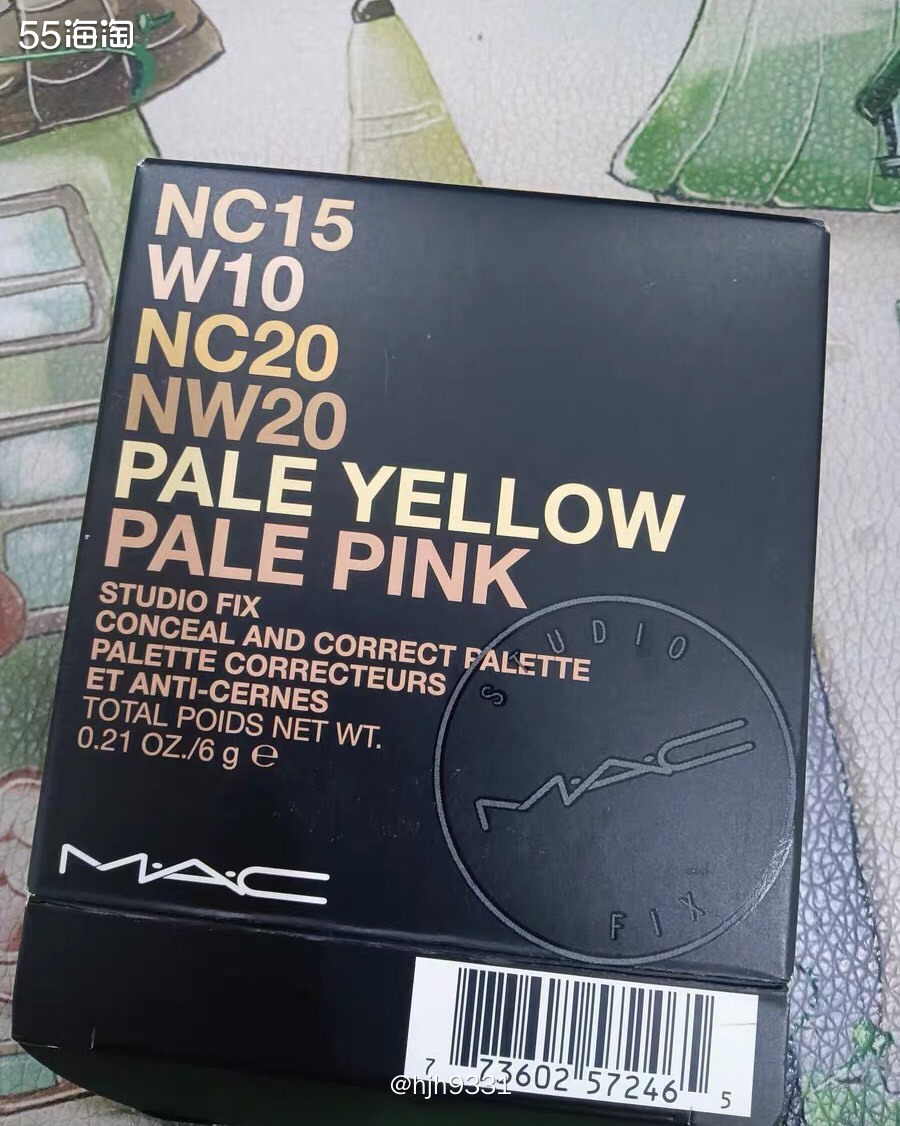 55海淘
NC15
W10
NC20
NW20
PALE YELLOW
PALE PINK
STUDIO FIX
CONCEAL AND CORRECT PALETTE
PALETTE CORRECTEURS
ET ANTI-CERNES
TOTAL POIDS NET WT.
0.21 OZ./6 g ℮
STUDIO
MAC
FIX
MAC
7 73602 57246 5
@hjh9331